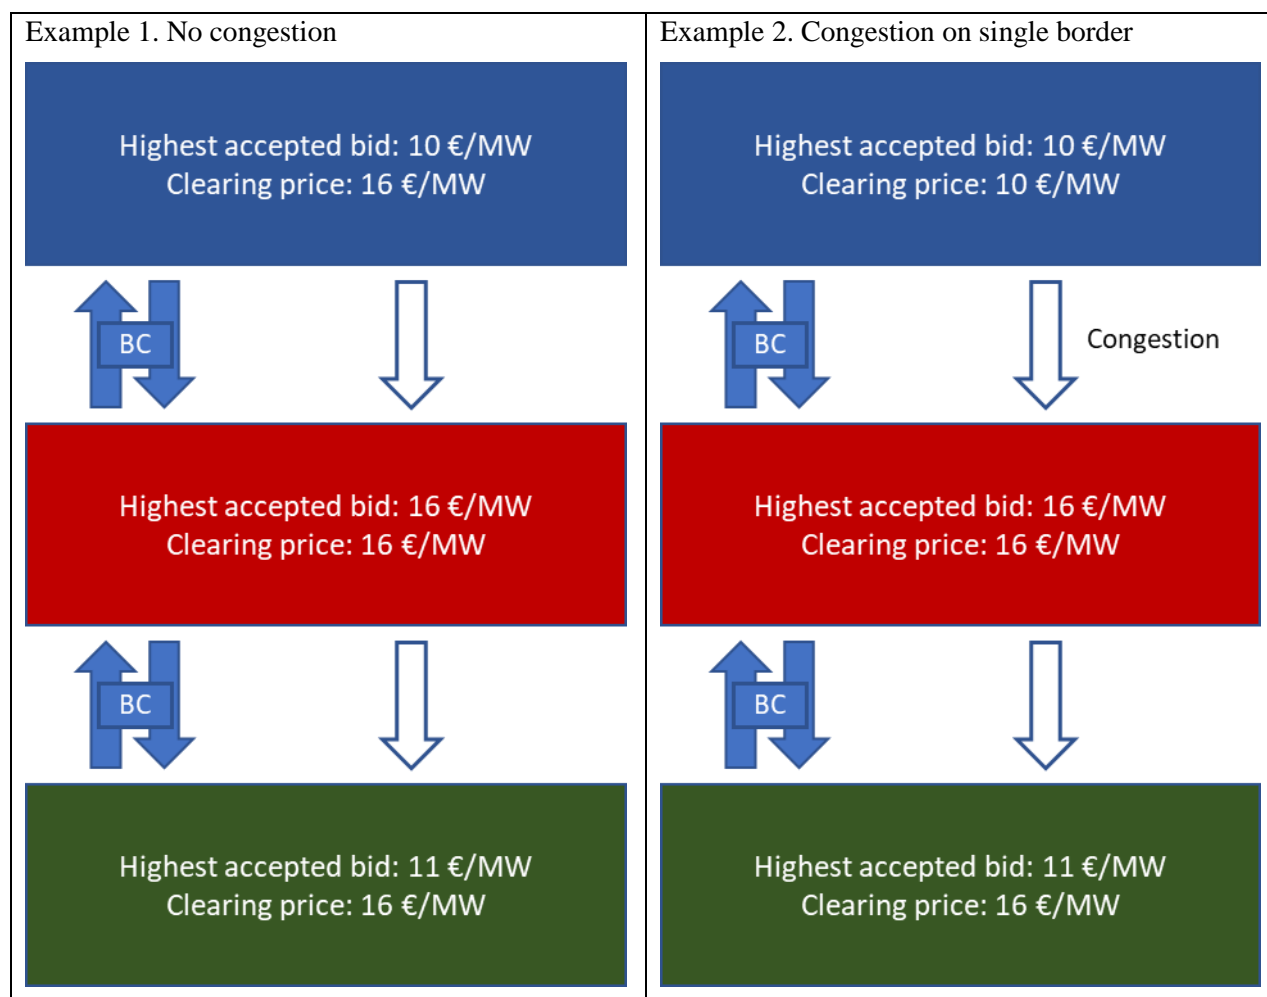 Example 1. No congestion
Highest accepted bid: 10 €/MW
Clearing price: 16 €/MW
BC
Highest accepted bid: 16 €/MW
Clearing price: 16 €/MW
BC
Highest accepted bid: 11 €/MW
Clearing price: 16 €/MW
Example 2. Congestion on single border
Highest accepted bid: 10 €/MW
Clearing price: 10 €/MW
BC
Congestion
Highest accepted bid: 16 €/MW
Clearing price: 16 €/MW
BC
Highest accepted bid: 11 €/MW
Clearing price: 16 €/MW